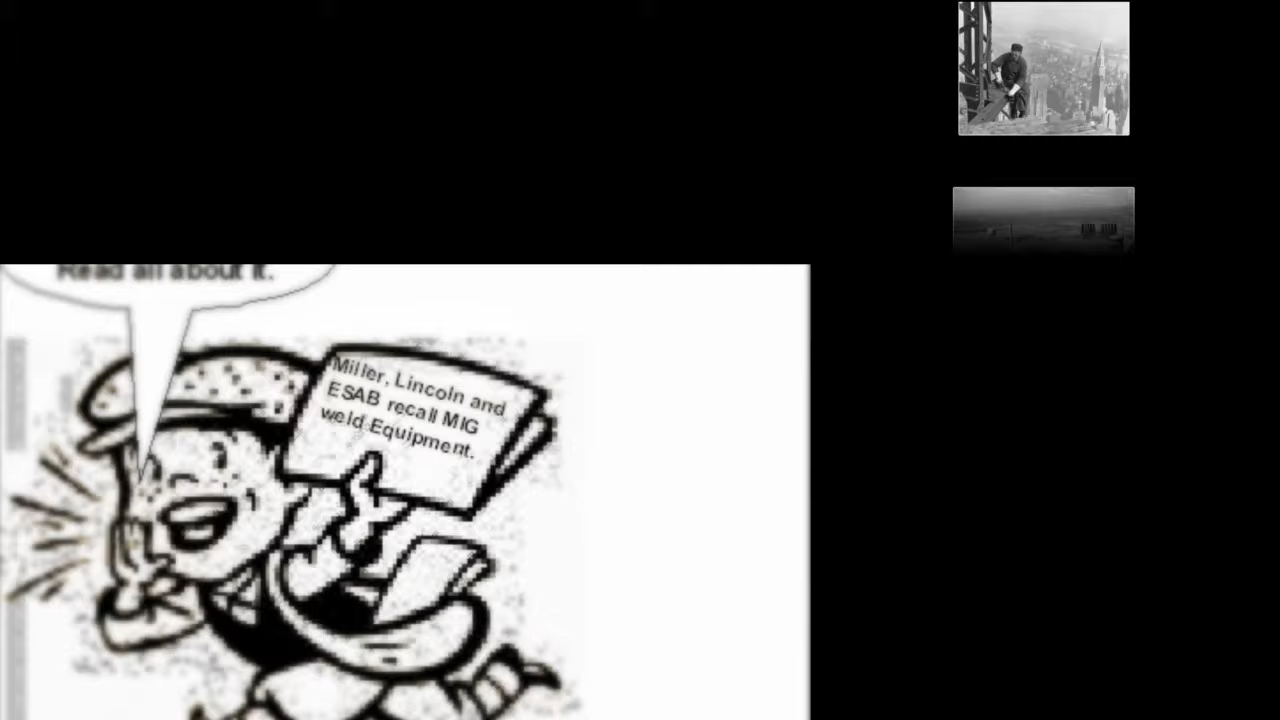 Read all about it.
Miller, Lincoln and
ESAB recall MIG
weld Equipment.